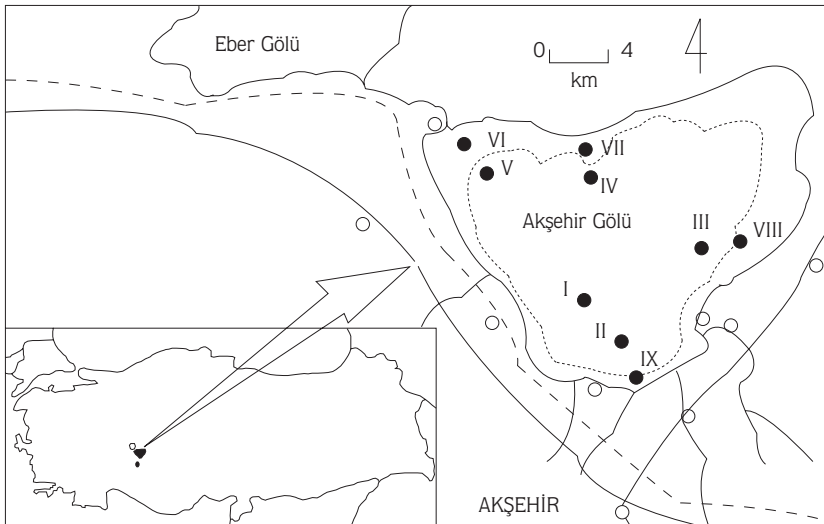 Eber Gölü
0 4
km
VI
VII
V
IV
Akşehir Gölü
III
VIII
I
II
IX
AKŞEHİR